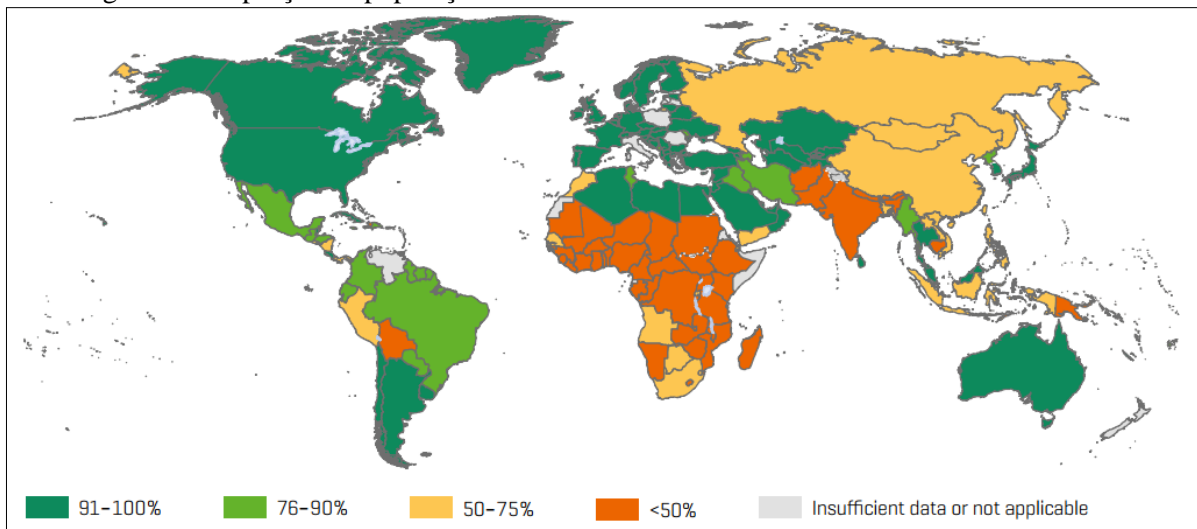 91–100%
76–90%
50–75%
<50%
Insufficient data or not applicable